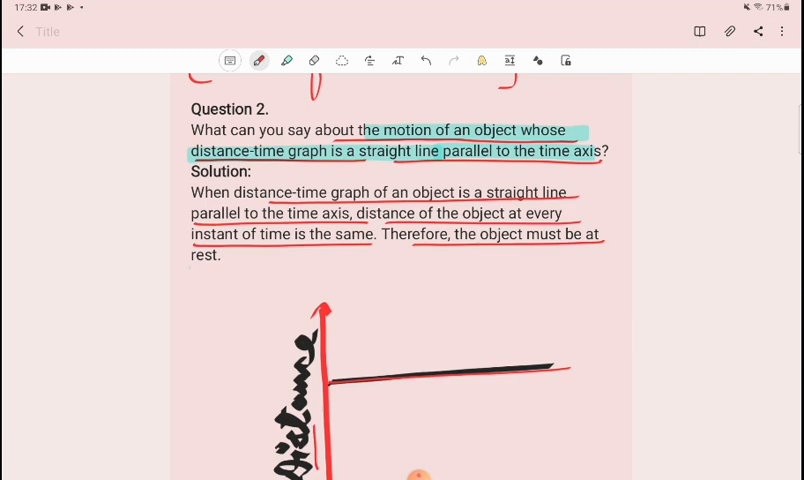 17:32
71%
Title
Question 2.
What can you say about the motion of an object whose
distance-time graph is a straight line parallel to the time axis?
Solution:
When distance-time graph of an object is a straight line
parallel to the time axis, distance of the object at every
instant of time is the same. Therefore, the object must be at
rest.
Distance